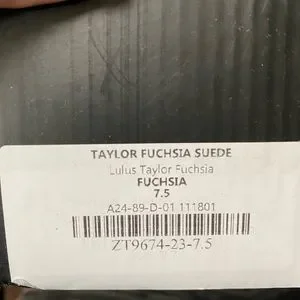 TAYLOR FUCHSIA SUEDE
Lulus Taylor Fuchsia
FUCHSIA
7.5
A24-89-D-01 111801
ZT9674-23-7.5